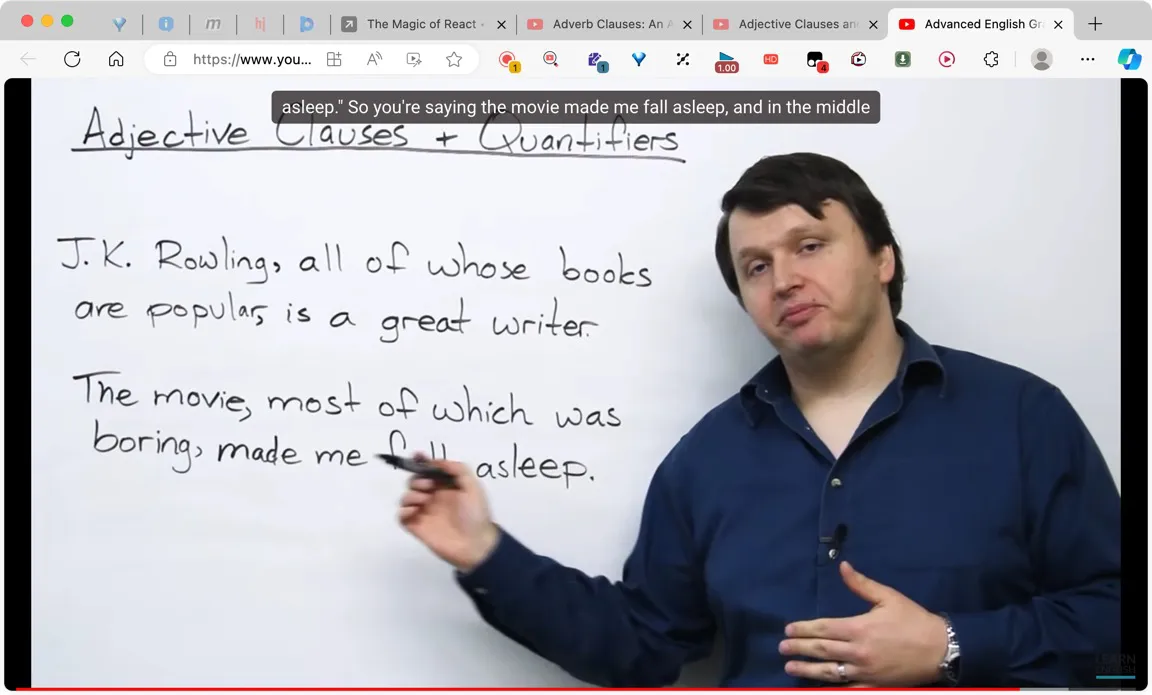 The Magic of React -
Adverb Clauses: An A
Adjective Clauses an
Advanced English Gra
https://www.you...
1
1
1.00
HD
4
asleep." So you're saying the movie made me fall asleep, and in the middle
Adjective Clauses + Quantifiers
J.K. Rowling, all of whose books
are popular, is a great writer.
The movie, most of which was
boring, made me fall asleep.
LEARN
ENGLISH